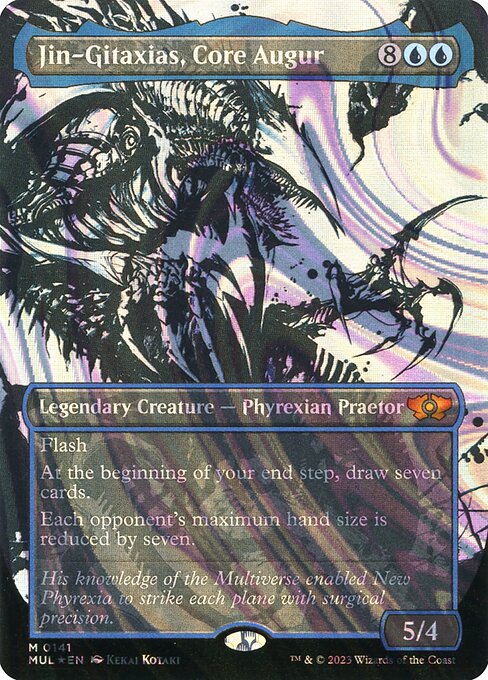 Jin-Gitaxias, Core Augur 8
Legendary Creature — Phyrexian Praetor
Flash
At the beginning of your end step, draw seven
cards.
Each opponent's maximum hand size is
reduced by seven.
His knowledge of the Multiverse enabled New
Phyrexia to strike each plane with surgical
precision.
5/4
M 0141
MUL★EN Kekai Kotaki
™ & © 2023 Wizards of the Coast